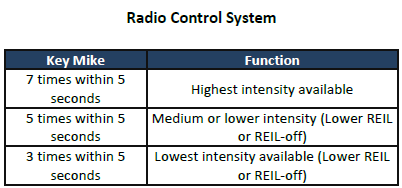 Radio Control System
Key Mike
Function
7 times within 5
seconds
Highest intensity available
5 times within 5
seconds
Medium or lower intensity (Lower REIL
or REIL-off)
3 times within 5
seconds
Lowest intensity available (Lower REIL
or REIL-off)